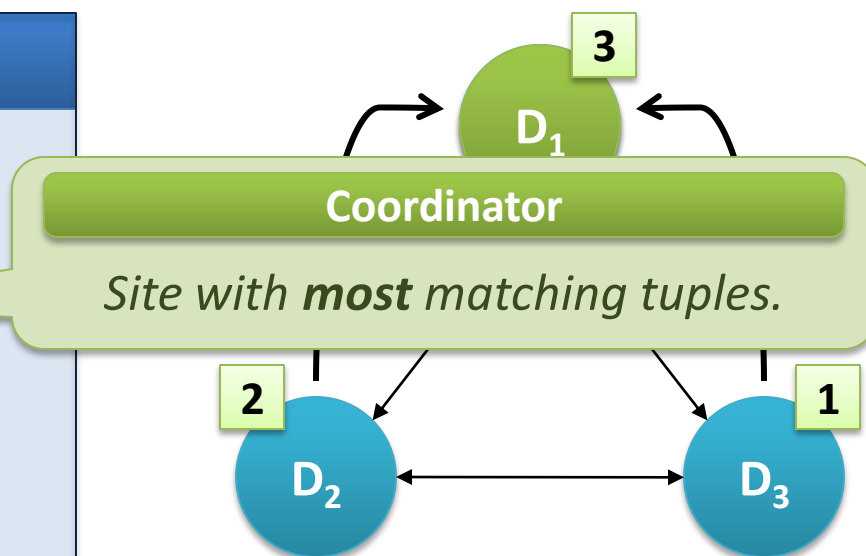 3
D₁
Coordinator
Site with most matching tuples.
2
1
D₂
D₃